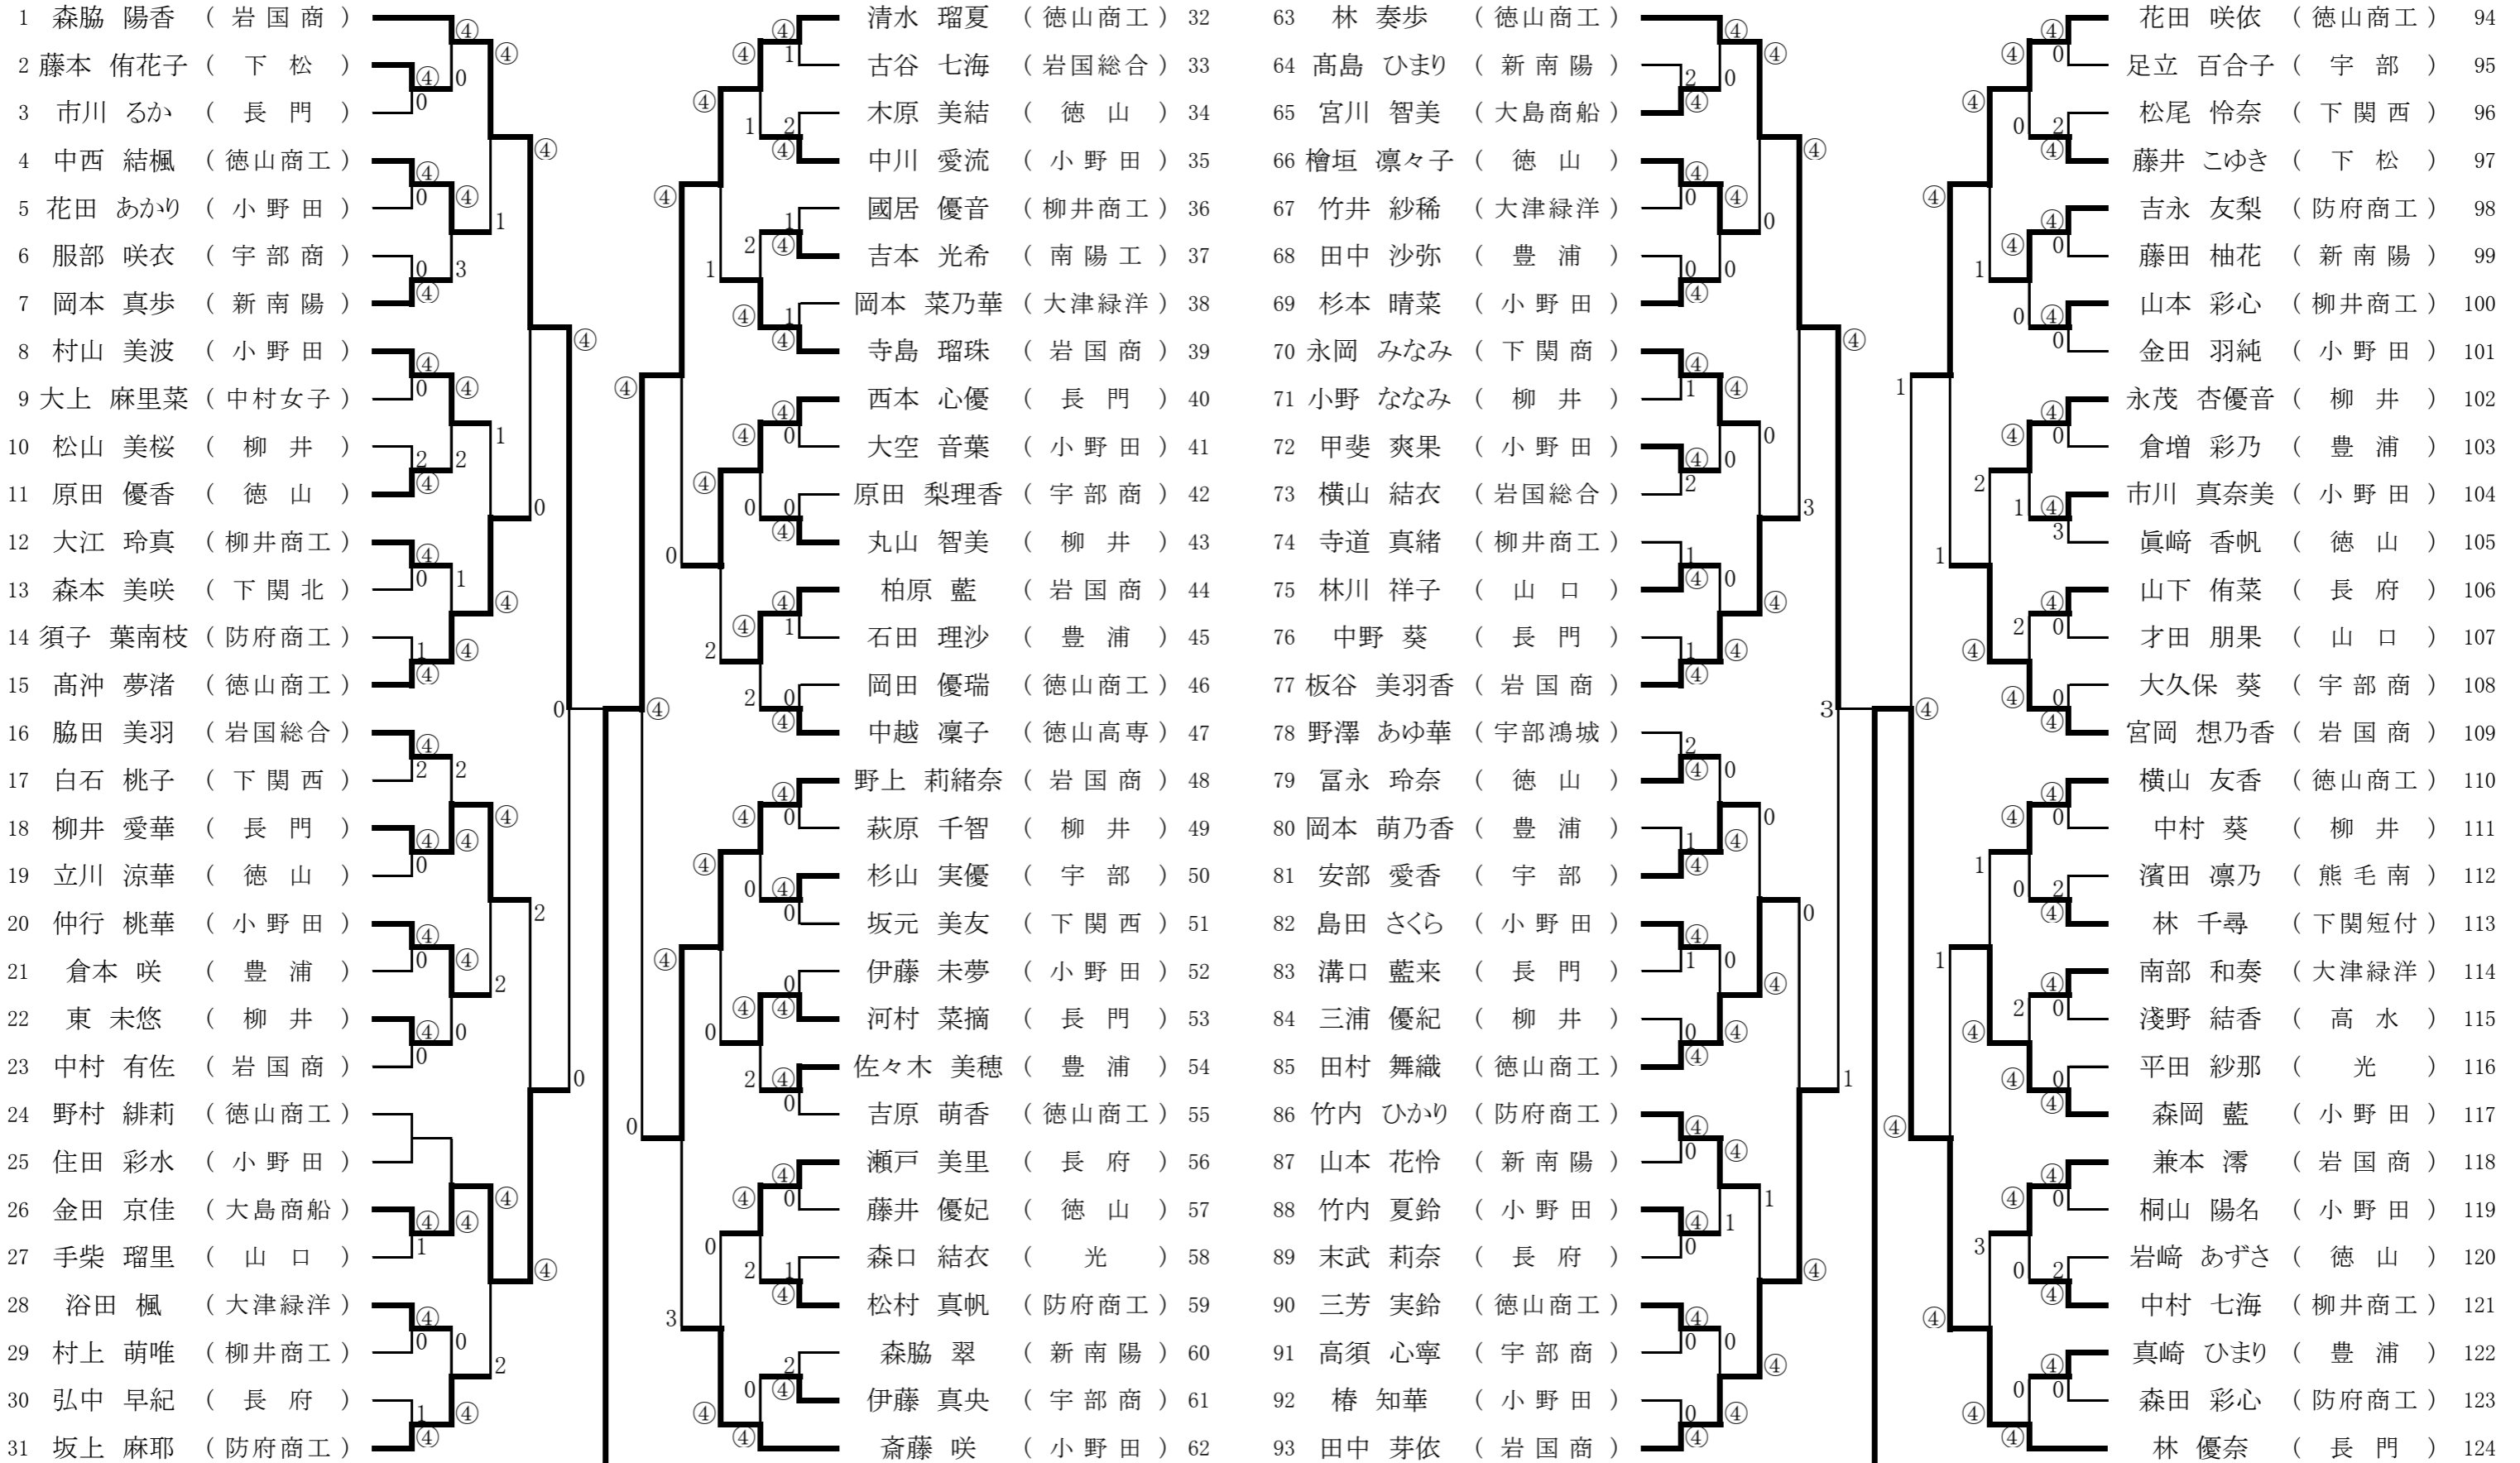 1 森脇 陽香 ( 岩 国 商 )
2 藤本 侑花子 ( 下 松 )
3 市川 るか ( 長 門 )
4 中西 結楓 ( 徳山商工 )
5 花田 あかり ( 小 野 田 )
6 服部 咲衣 ( 宇 部 商 )
7 岡本 真歩 ( 新 南 陽 )
8 村山 美波 ( 小 野 田 )
9 大上 麻里菜 ( 中村女子 )
10 松山 美桜 ( 柳 井 )
11 原田 優香 ( 徳 山 )
12 大江 玲真 ( 柳井商工 )
13 森本 美咲 ( 下 関 北 )
14 須子 葉南枝 ( 防府商工 )
15 髙沖 夢渚 ( 徳山商工 )
16 脇田 美羽 ( 岩国総合 )
17 白石 桃子 ( 下 関 西 )
18 柳井 愛華 ( 長 門 )
19 立川 涼華 ( 徳 山 )
20 仲行 桃華 ( 小 野 田 )
21 倉本 咲 ( 豊 浦 )
22 東 未悠 ( 柳 井 )
23 中村 有佐 ( 岩 国 商 )
24 野村 緋莉 ( 徳山商工 )
25 住田 彩水 ( 小 野 田 )
26 金田 京佳 ( 大島商船 )
27 手柴 瑠里 ( 山 口 )
28 浴田 楓 ( 大津緑洋 )
29 村上 萌唯 ( 柳井商工 )
30 弘中 早紀 ( 長 府 )
31 坂上 麻耶 ( 防府商工 )
清水 瑠夏 ( 徳山商工 ) 32
古谷 七海 ( 岩国総合 ) 33
木原 美結 ( 徳 山 ) 34
中川 愛流 ( 小 野 田 ) 35
國居 優音 ( 柳井商工 ) 36
吉本 光希 ( 南 陽 工 ) 37
岡本 菜乃華 ( 大津緑洋 ) 38
寺島 瑠珠 ( 岩 国 商 ) 39
西本 心優 ( 長 門 ) 40
大空 音葉 ( 小 野 田 ) 41
原田 梨理香 ( 宇 部 商 ) 42
丸山 智美 ( 柳 井 ) 43
柏原 藍 ( 岩 国 商 ) 44
石田 理沙 ( 豊 浦 ) 45
岡田 優瑞 ( 徳山商工 ) 46
中越 凜子 ( 徳山高専 ) 47
野上 莉緒奈 ( 岩 国 商 ) 48
萩原 千智 ( 柳 井 ) 49
杉山 実優 ( 宇 部 ) 50
坂元 美友 ( 下 関 西 ) 51
伊藤 未夢 ( 小 野 田 ) 52
河村 菜摘 ( 長 門 ) 53
佐々木 美穂 ( 豊 浦 ) 54
吉原 萌香 ( 徳山商工 ) 55
瀬戸 美里 ( 長 府 ) 56
藤井 優妃 ( 徳 山 ) 57
森口 結衣 ( 光 ) 58
松村 真帆 ( 防府商工 ) 59
森脇 翠 ( 新 南 陽 ) 60
伊藤 真央 ( 宇 部 商 ) 61
斎藤 咲 ( 小 野 田 ) 62
63 林 奏歩 ( 徳山商工 )
64 髙島 ひまり ( 新 南 陽 )
65 宮川 智美 ( 大島商船 )
66 檜垣 凛々子 ( 徳 山 )
67 竹井 紗稀 ( 大津緑洋 )
68 田中 沙弥 ( 豊 浦 )
69 杉本 晴菜 ( 小 野 田 )
70 永岡 みなみ ( 下 関 商 )
71 小野 ななみ ( 柳 井 )
72 甲斐 爽果 ( 小 野 田 )
73 横山 結衣 ( 岩国総合 )
74 寺道 真緒 ( 柳井商工 )
75 林川 祥子 ( 山 口 )
76 中野 葵 ( 長 門 )
77 板谷 美羽香 ( 岩 国 商 )
78 野澤 あゆ華 ( 宇部鴻城 )
79 冨永 玲奈 ( 徳 山 )
80 岡本 萌乃香 ( 豊 浦 )
81 安部 愛香 ( 宇 部 )
82 島田 さくら ( 小 野 田 )
83 溝口 藍来 ( 長 門 )
84 三浦 優紀 ( 柳 井 )
85 田村 舞織 ( 徳山商工 )
86 竹内 ひかり ( 防府商工 )
87 山本 花怜 ( 新 南 陽 )
88 竹内 夏鈴 ( 小 野 田 )
89 末武 莉奈 ( 長 府 )
90 三芳 実鈴 ( 徳山商工 )
91 高須 心寧 ( 宇 部 商 )
92 椿 知華 ( 小 野 田 )
93 田中 芽依 ( 岩 国 商 )
花田 咲依 ( 徳山商工 ) 94
足立 百合子 ( 宇 部 ) 95
松尾 怜奈 ( 下 関 西 ) 96
藤井 こゆき ( 下 松 ) 97
吉永 友梨 ( 防府商工 ) 98
藤田 柚花 ( 新 南 陽 ) 99
山本 彩心 ( 柳井商工 ) 100
金田 羽純 ( 小 野 田 ) 101
永茂 杏優音 ( 柳 井 ) 102
倉増 彩乃 ( 豊 浦 ) 103
市川 真奈美 ( 小 野 田 ) 104
眞﨑 香帆 ( 徳 山 ) 105
山下 侑菜 ( 長 府 ) 106
才田 朋果 ( 山 口 ) 107
大久保 葵 ( 宇 部 商 ) 108
宮岡 想乃香 ( 岩 国 商 ) 109
横山 友香 ( 徳山商工 ) 110
中村 葵 ( 柳 井 ) 111
濱田 凛乃 ( 熊 毛 南 ) 112
林 千尋 ( 下関短付 ) 113
南部 和奏 ( 大津緑洋 ) 114
淺野 結香 ( 高 水 ) 115
平田 紗那 ( 光 ) 116
森岡 藍 ( 小 野 田 ) 117
兼本 澪 ( 岩 国 商 ) 118
桐山 陽名 ( 小 野 田 ) 119
岩﨑 あずさ ( 徳 山 ) 120
中村 七海 ( 柳井商工 ) 121
真崎 ひまり ( 豊 浦 ) 122
森田 彩心 ( 防府商工 ) 123
林 優奈 ( 長 門 ) 124